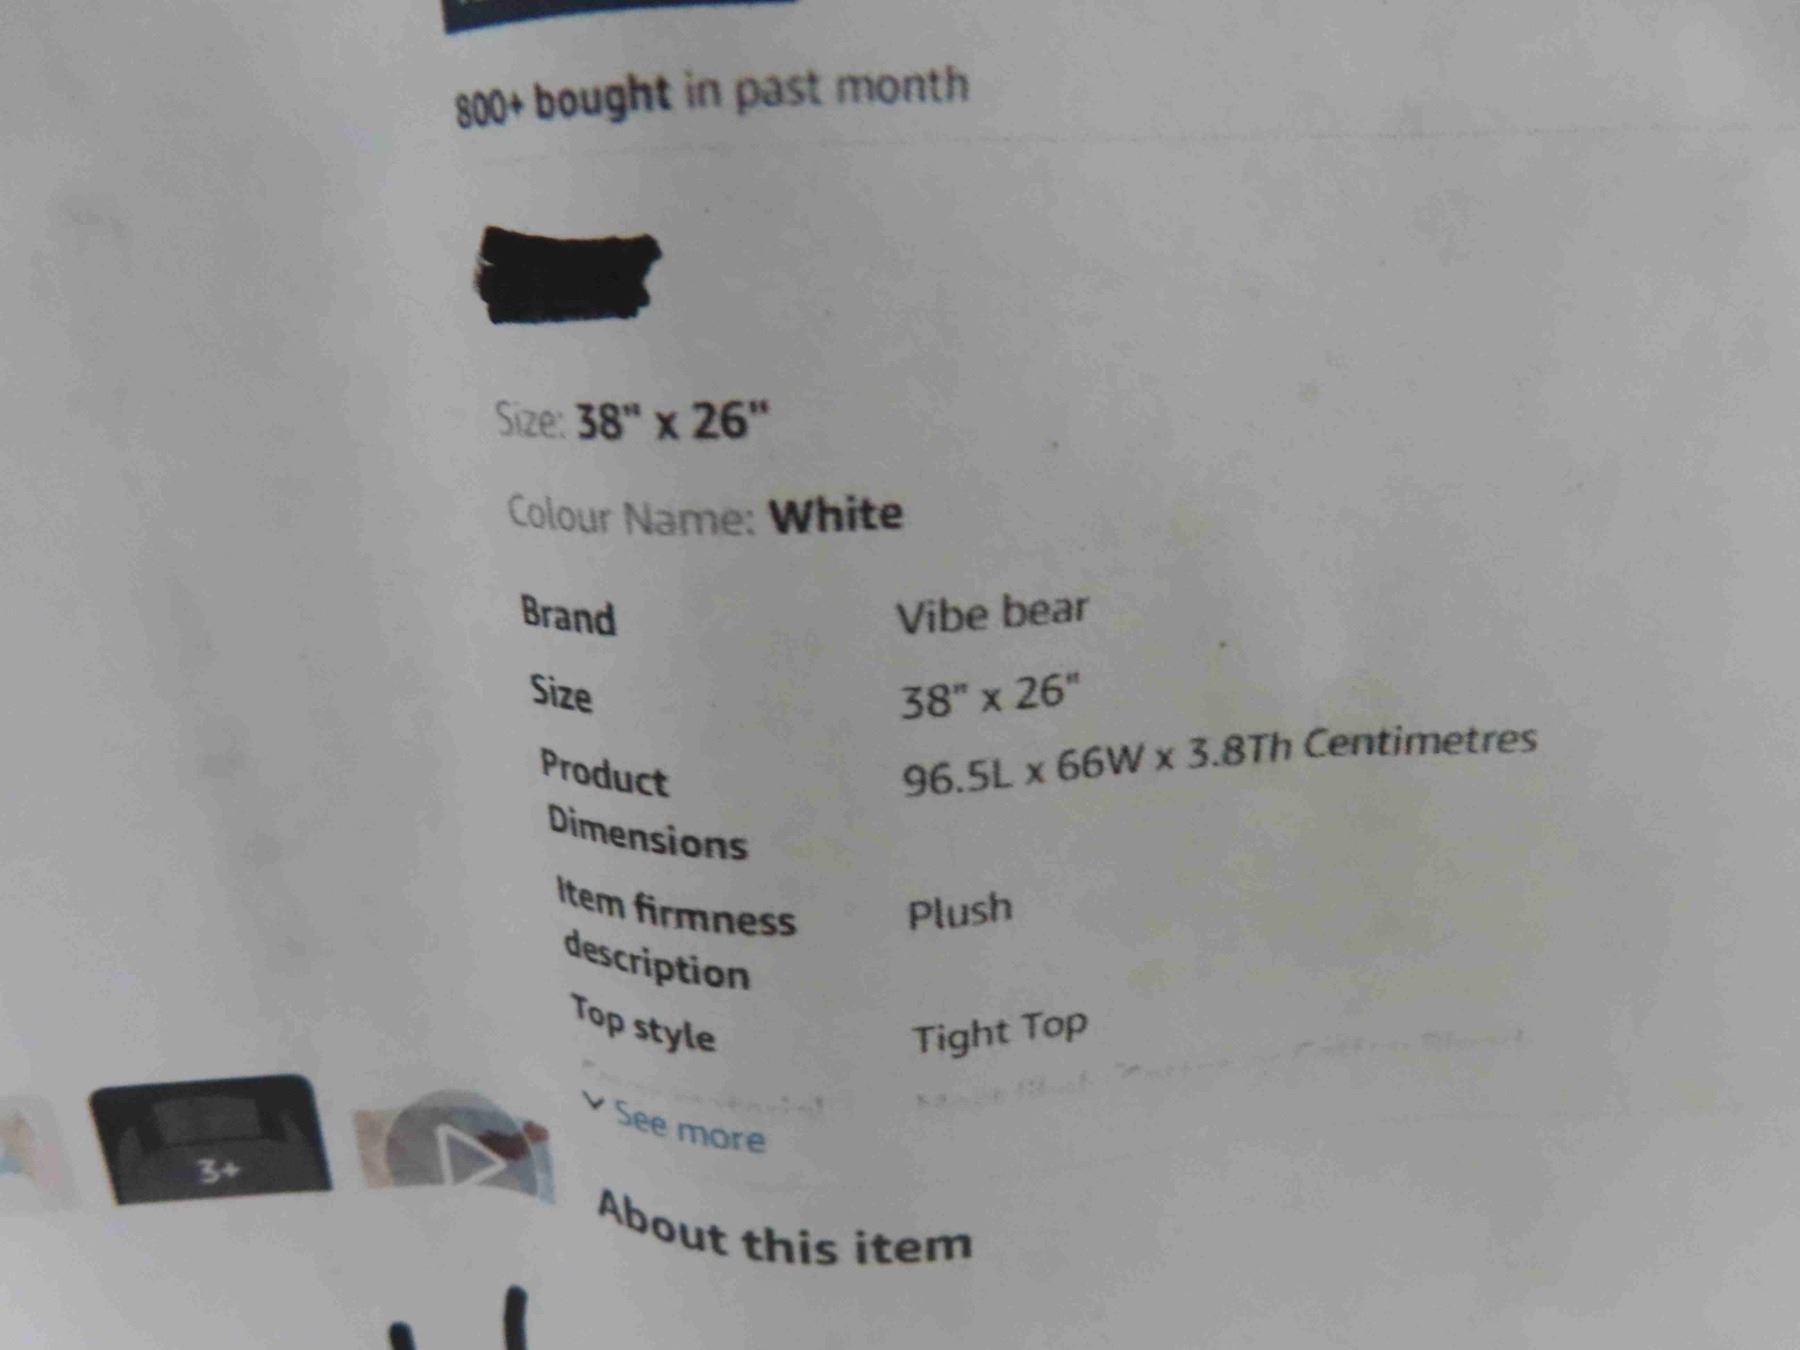 800+ bought in past month
Size: 38" x 26"
Colour Name: White
Brand Vibe bear
Size 38" x 26"
Product Dimensions 96.5L x 66W x 3.8Th Centimetres
Item firmness description Plush
Top style Tight Top
See more
3+
About this item